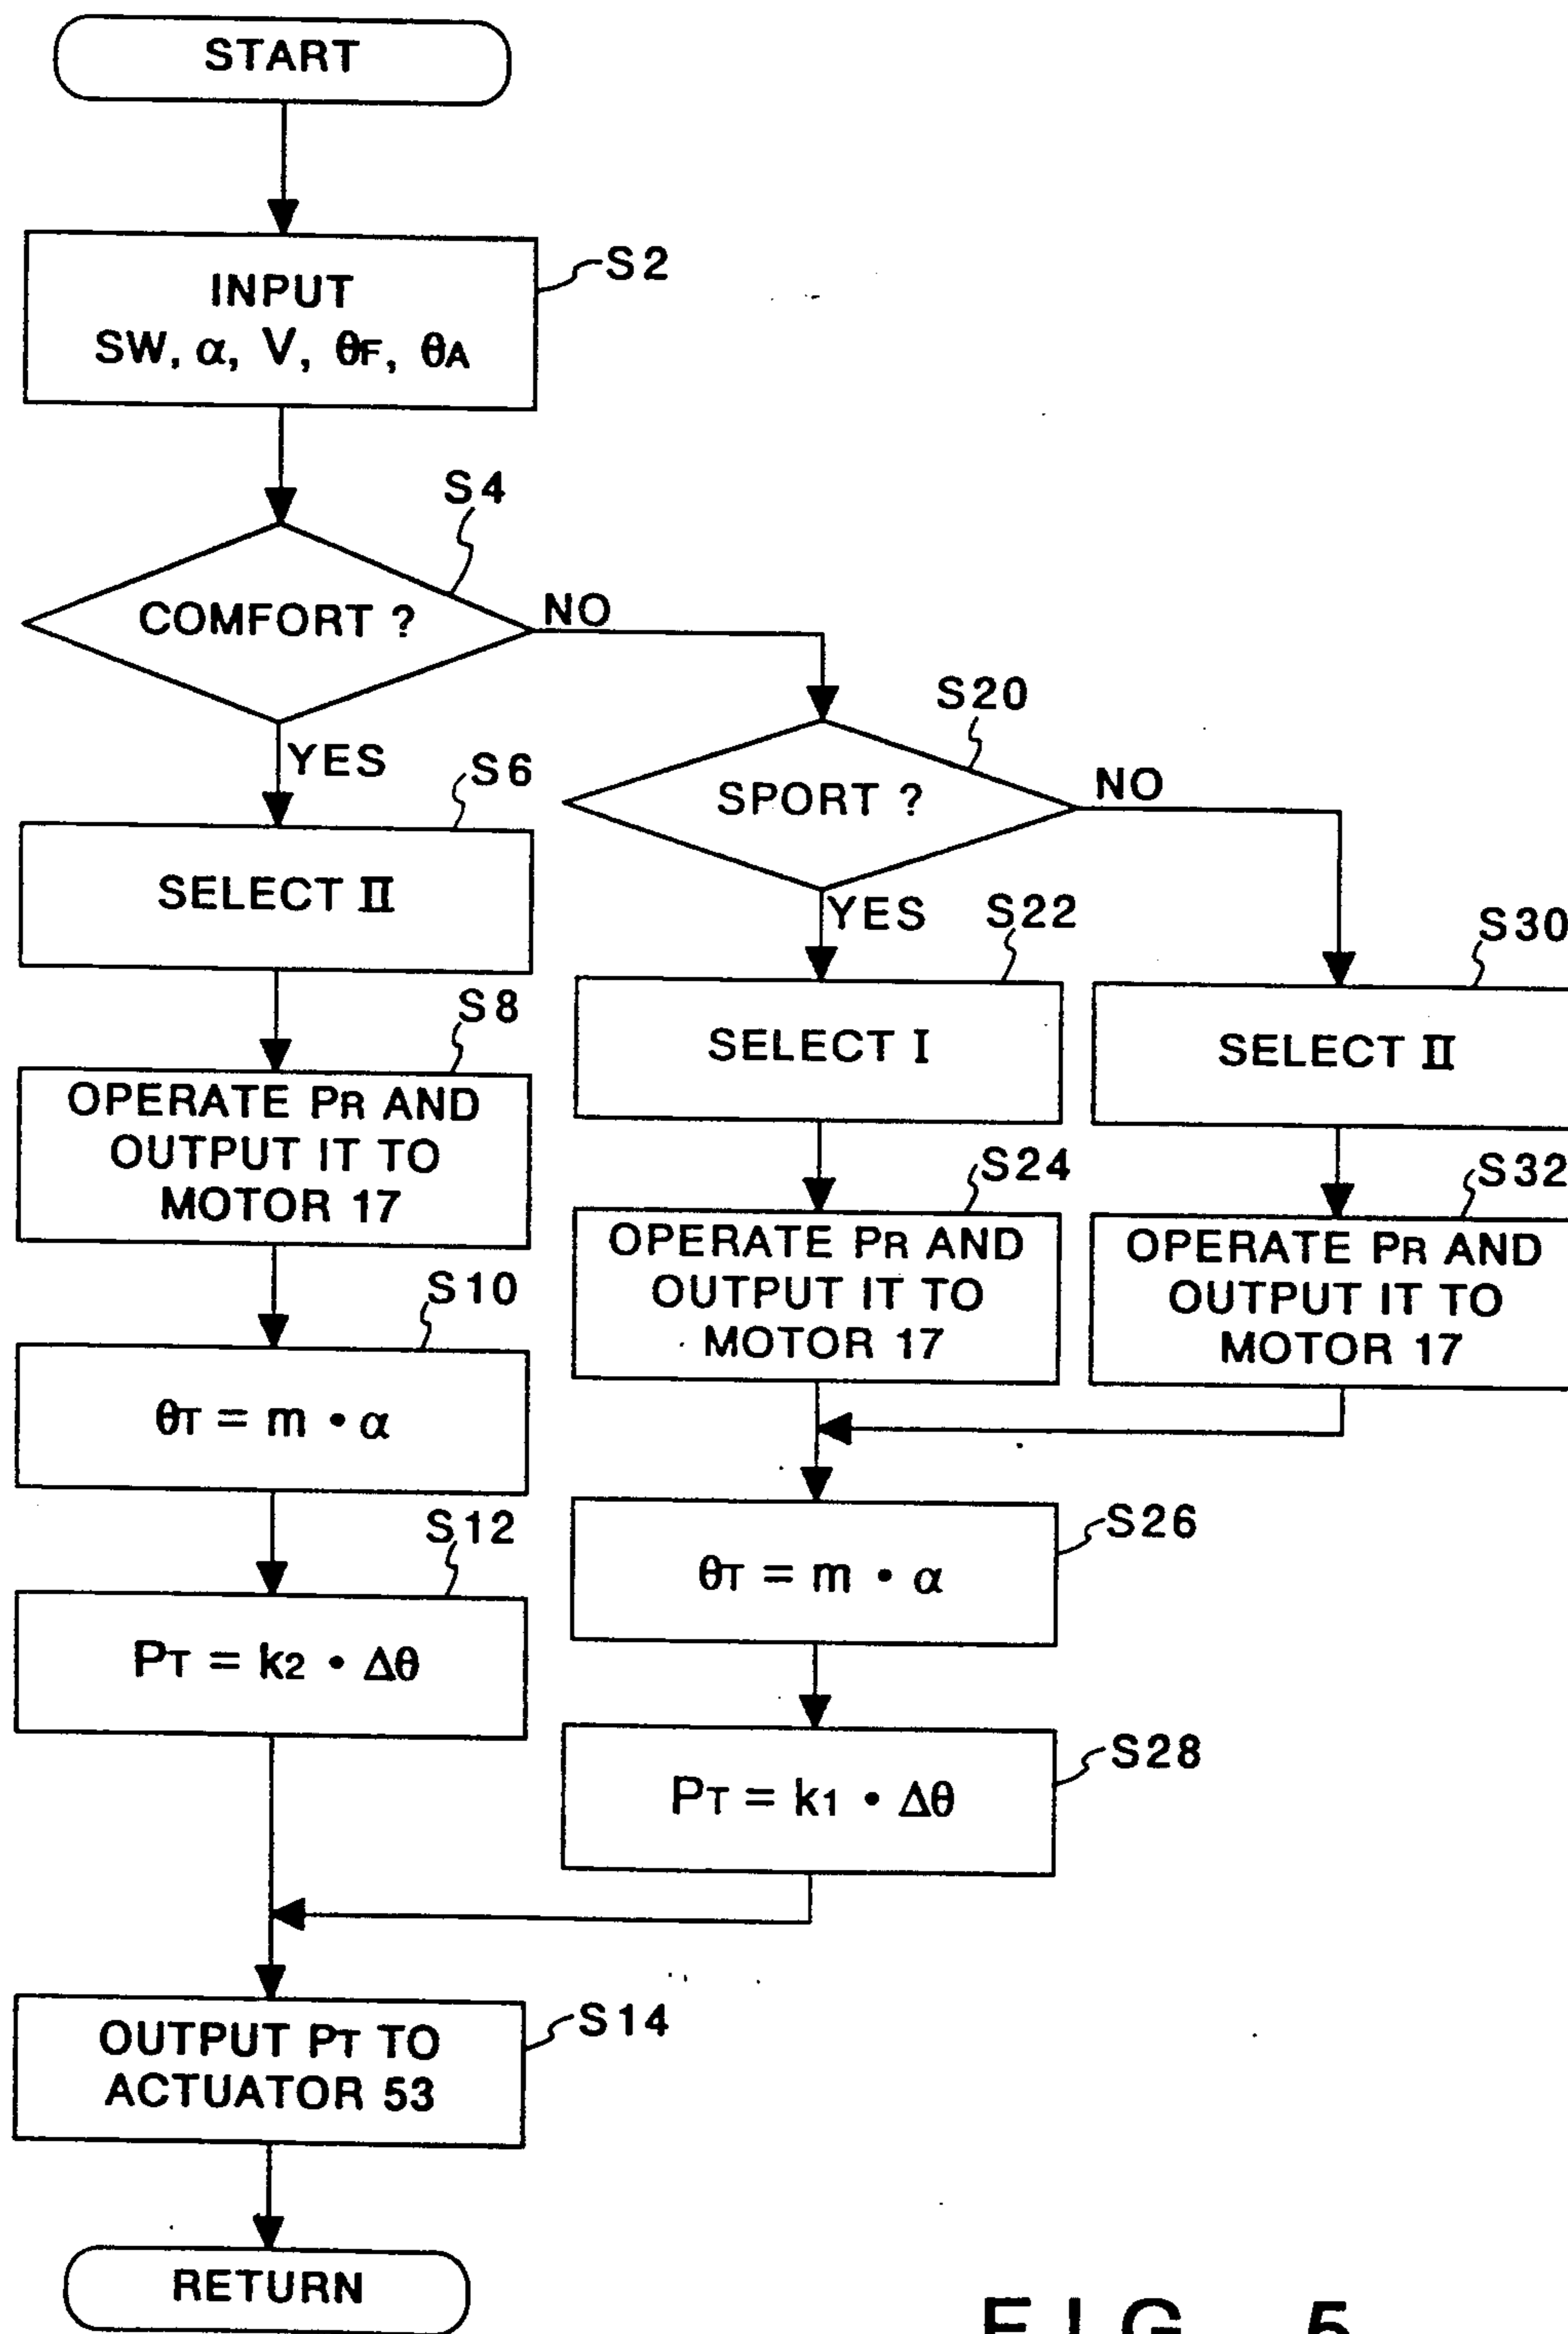 START
INPUT
SW, α, V, θF, θA
S2
S4
COMFORT ?
NO
YES
S20
SPORT ?
NO
YES
S6
SELECT II
S8
OPERATE PR AND
OUTPUT IT TO
MOTOR 17
S10
θT = m • α
S12
PT = k2 • Δθ
S22
SELECT I
S24
OPERATE PR AND
OUTPUT IT TO
MOTOR 17
S30
SELECT II
S32
OPERATE PR AND
OUTPUT IT TO
MOTOR 17
S26
θT = m • α
S28
PT = k1 • Δθ
S14
OUTPUT PT TO
ACTUATOR 53
RETURN
FIG. 5